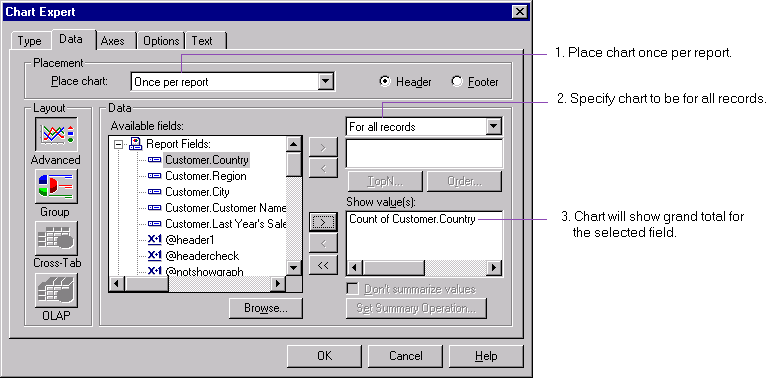 Chart Expert
Type Data Axes Options Text
Placement
Place chart: Once per report Header Footer
1. Place chart once per report.
Layout
Advanced
Group
Cross-Tab
OLAP
Data
Available fields:
Report Fields:
Customer.Country
Customer.Region
Customer.City
Customer.Customer Name
Customer.Last Year's Sale
X+1 @header1
X+1 @headercheck
X+1 @notshowgraph
Browse...
>
<
>
<
<<
For all records
2. Specify chart to be for all records.
TopN... Order...
Show value(s):
Count of Customer.Country
3. Chart will show grand total for
the selected field.
Don't summarize values
Set Summary Operation...
OK Cancel Help